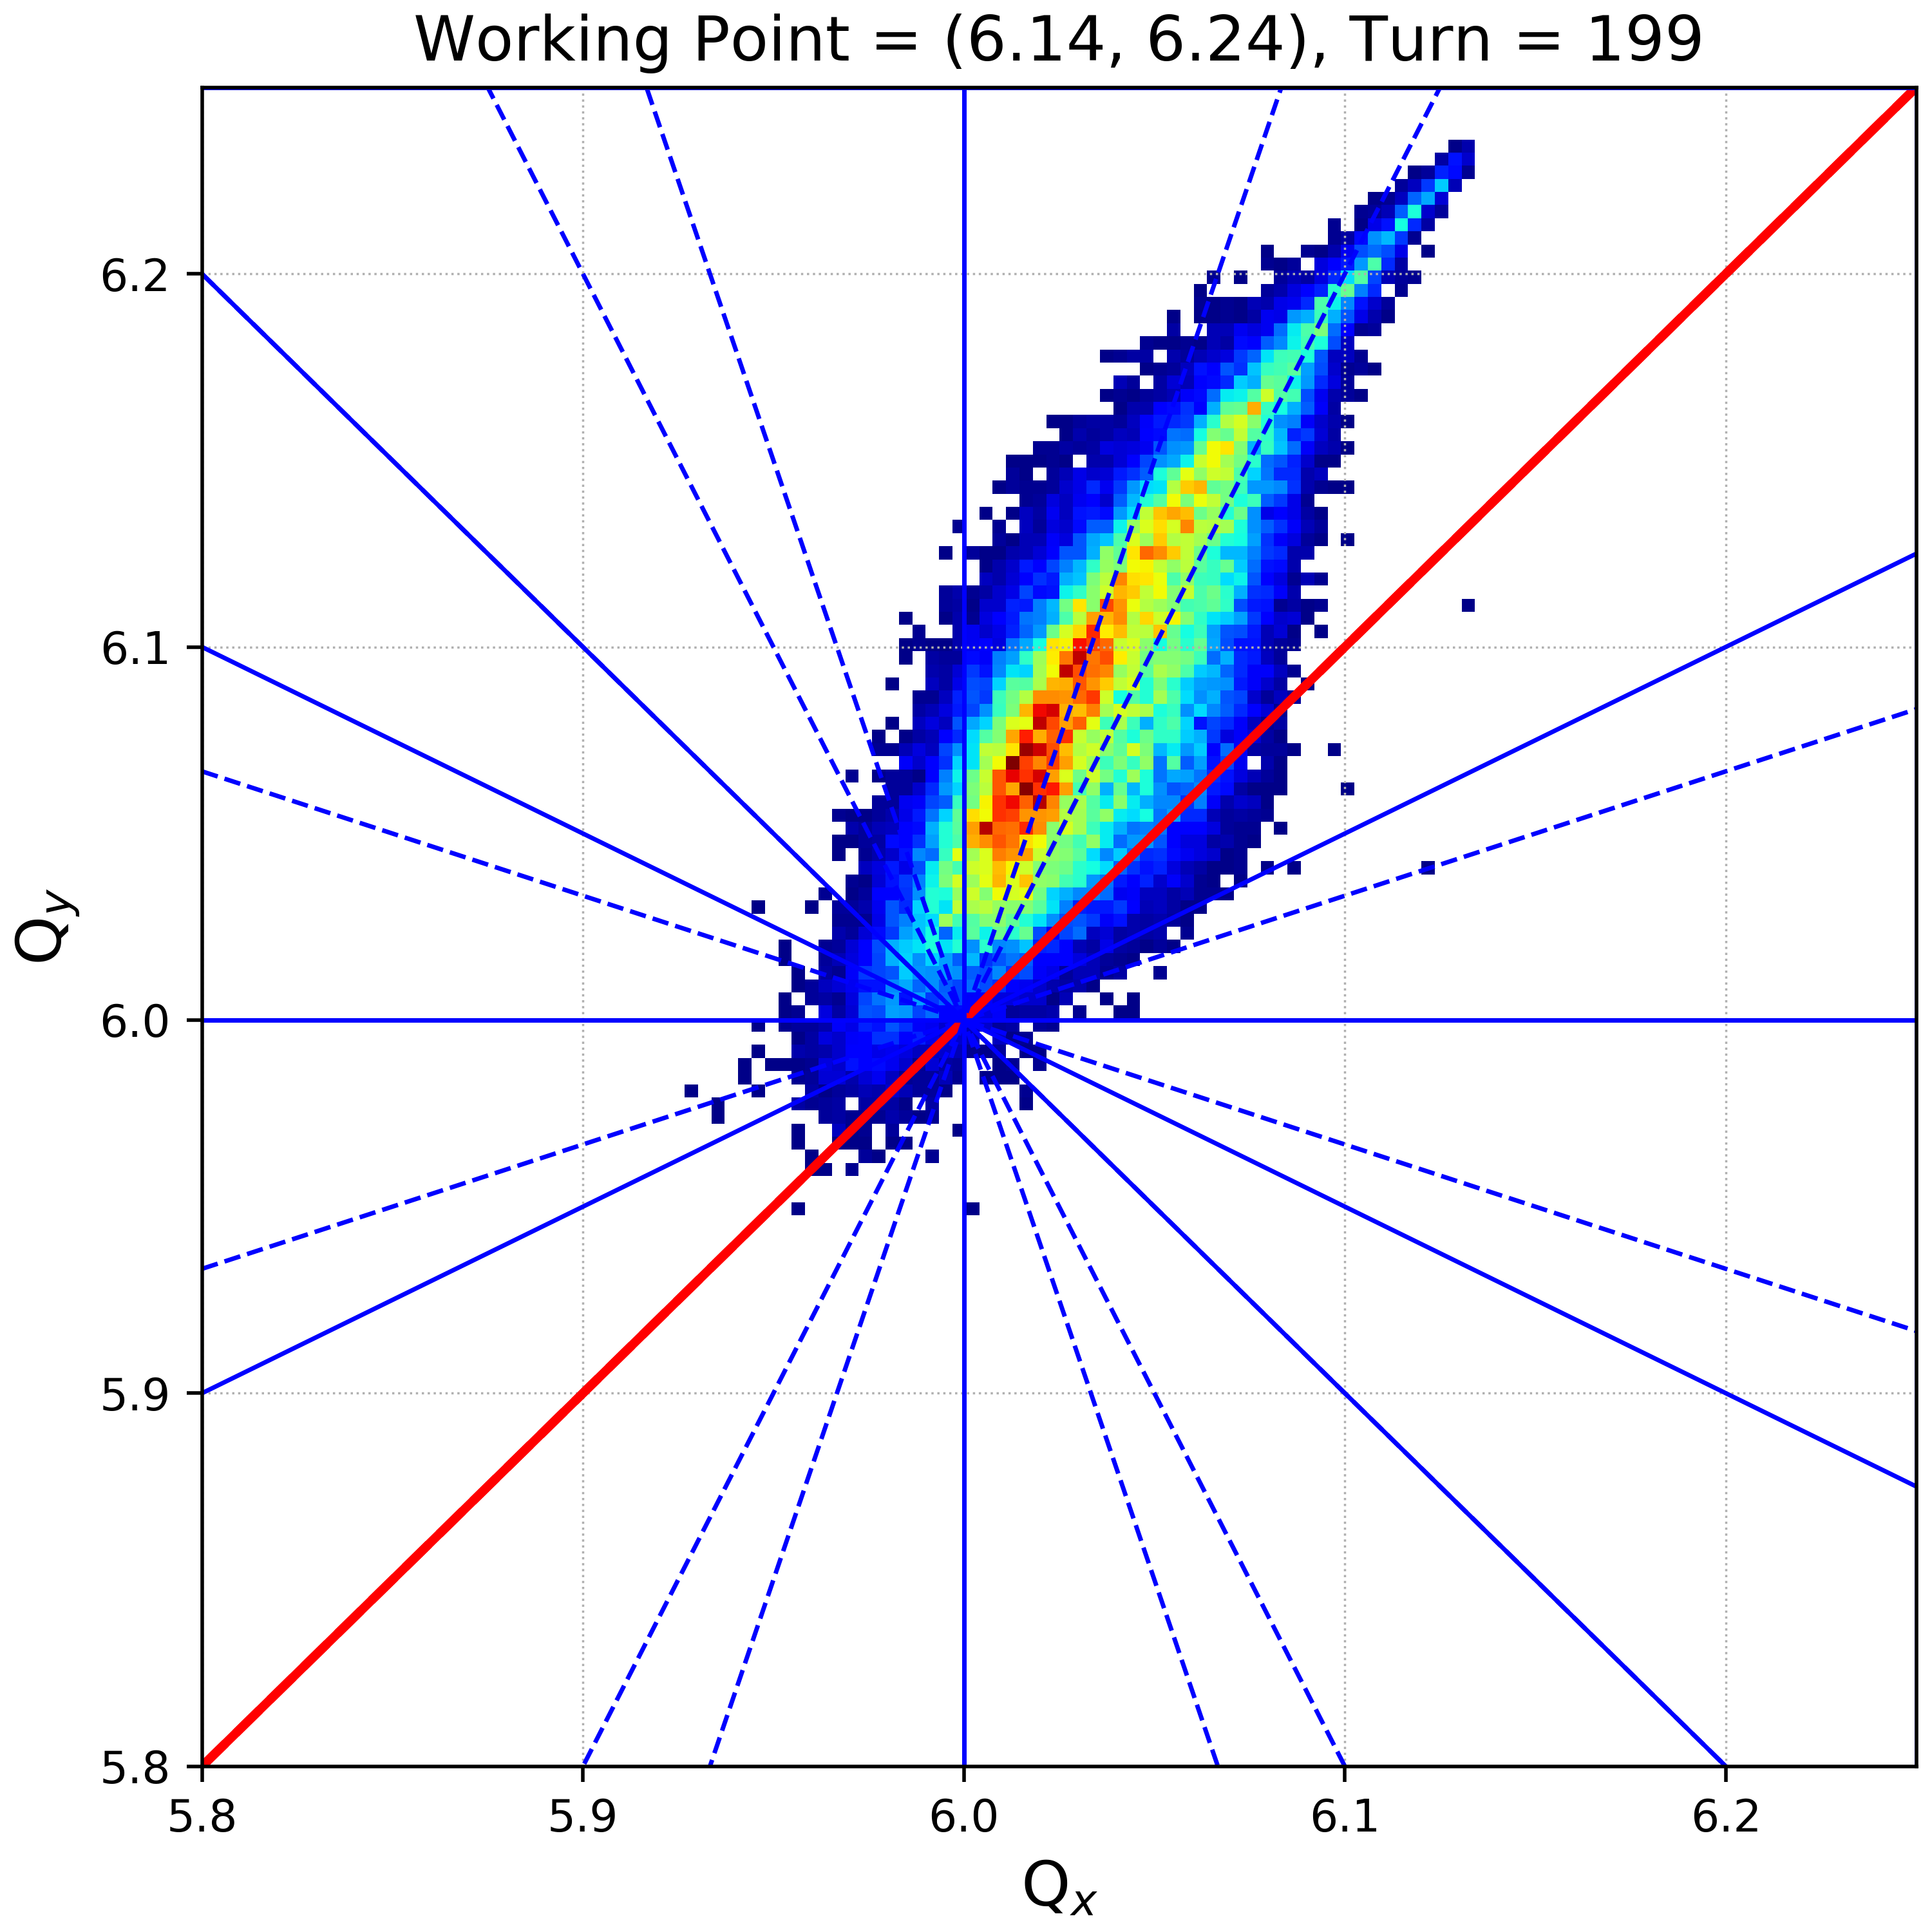 Working Point = (6.14, 6.24), Turn = 199
6.2
6.1
6.0
5.9
5.8
Qy
5.8 5.9 6.0 6.1 6.2
Qx